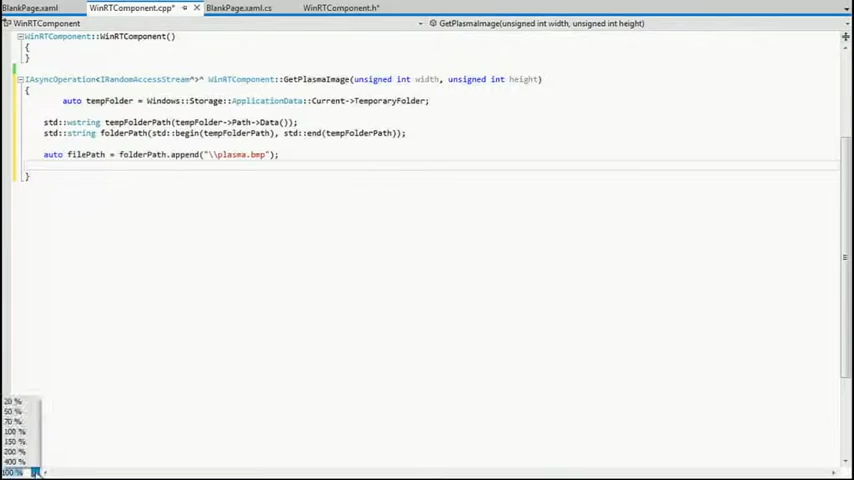 BlankPage.xaml WinRTComponent.cpp* BlankPage.xaml.cs WinRTComponent.h*
WinRTComponent GetPlasmaImage(unsigned int width, unsigned int height)
WinRTComponent::WinRTComponent()
{
}
IAsyncOperation<IRandomAccessStream^>^ WinRTComponent::GetPlasmaImage(unsigned int width, unsigned int height)
{
auto tempFolder = Windows::Storage::ApplicationData::Current->TemporaryFolder;
std::wstring tempFolderPath(tempFolder->Path->Data());
std::string folderPath(std::begin(tempFolderPath), std::end(tempFolderPath));
auto filePath = folderPath.append("\\plasma.bmp");
}
20 %
50 %
70 %
100 %
150 %
200 %
400 %
100 %